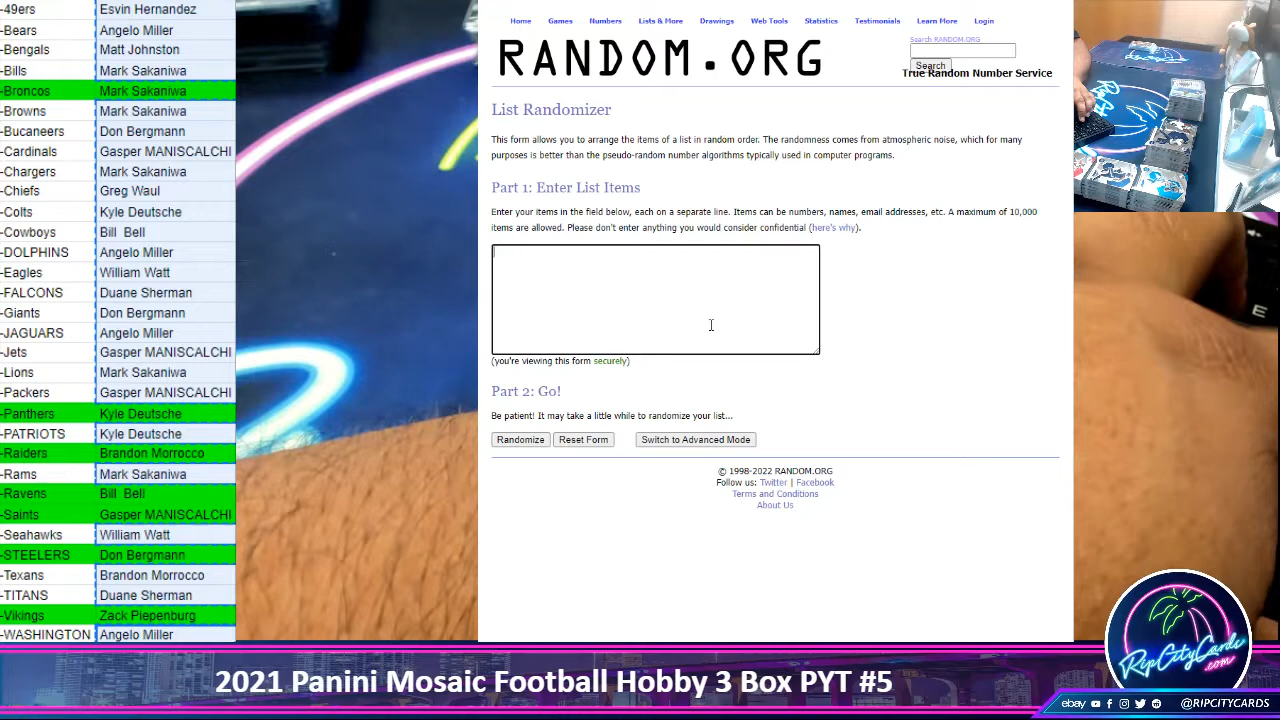 -49ers Esvin Hernandez
-Bears Angelo Miller
-Bengals Matt Johnston
-Bills Mark Sakaniwa
-Broncos Mark Sakaniwa
-Browns Mark Sakaniwa
-Bucaneers Don Bergmann
-Cardinals Gasper MANISCALCHI
-Chargers Mark Sakaniwa
-Chiefs Greg Waul
-Colts Kyle Deutsche
-Cowboys Bill Bell
-DOLPHINS Angelo Miller
-Eagles William Watt
-FALCONS Duane Sherman
-Giants Don Bergmann
-JAGUARS Angelo Miller
-Jets Gasper MANISCALCHI
-Lions Mark Sakaniwa
-Packers Gasper MANISCALCHI
-Panthers Kyle Deutsche
-PATRIOTS Kyle Deutsche
-Raiders Brandon Morrocco
-Rams Mark Sakaniwa
-Ravens Bill Bell
-Saints Gasper MANISCALCHI
-Seahawks William Watt
-STEELERS Don Bergmann
-Texans Brandon Morrocco
-TITANS Duane Sherman
-Vikings Zack Piepenburg
-WASHINGTON Angelo Miller
Home Games Numbers Lists & More Drawings Web Tools Statistics Testimonials Learn More Login
RANDOM.ORG
Search RANDOM.ORG
Search
True Random Number Service
List Randomizer
This form allows you to arrange the items of a list in random order. The randomness comes from atmospheric noise, which for many
purposes is better than the pseudo-random number algorithms typically used in computer programs.
Part 1: Enter List Items
Enter your items in the field below, each on a separate line. Items can be numbers, names, email addresses, etc. A maximum of 10,000
items are allowed. Please don't enter anything you would consider confidential (here's why).
(you're viewing this form securely)
Part 2: Go!
Be patient! It may take a little while to randomize your list...
Randomize Reset Form Switch to Advanced Mode
© 1998-2022 RANDOM.ORG
Follow us: Twitter | Facebook
Terms and Conditions
About Us
E
RipCityCards
.com
2021 Panini Mosaic Football Hobby 3 Box PYT #5
ebay @RIPCITYCARDS